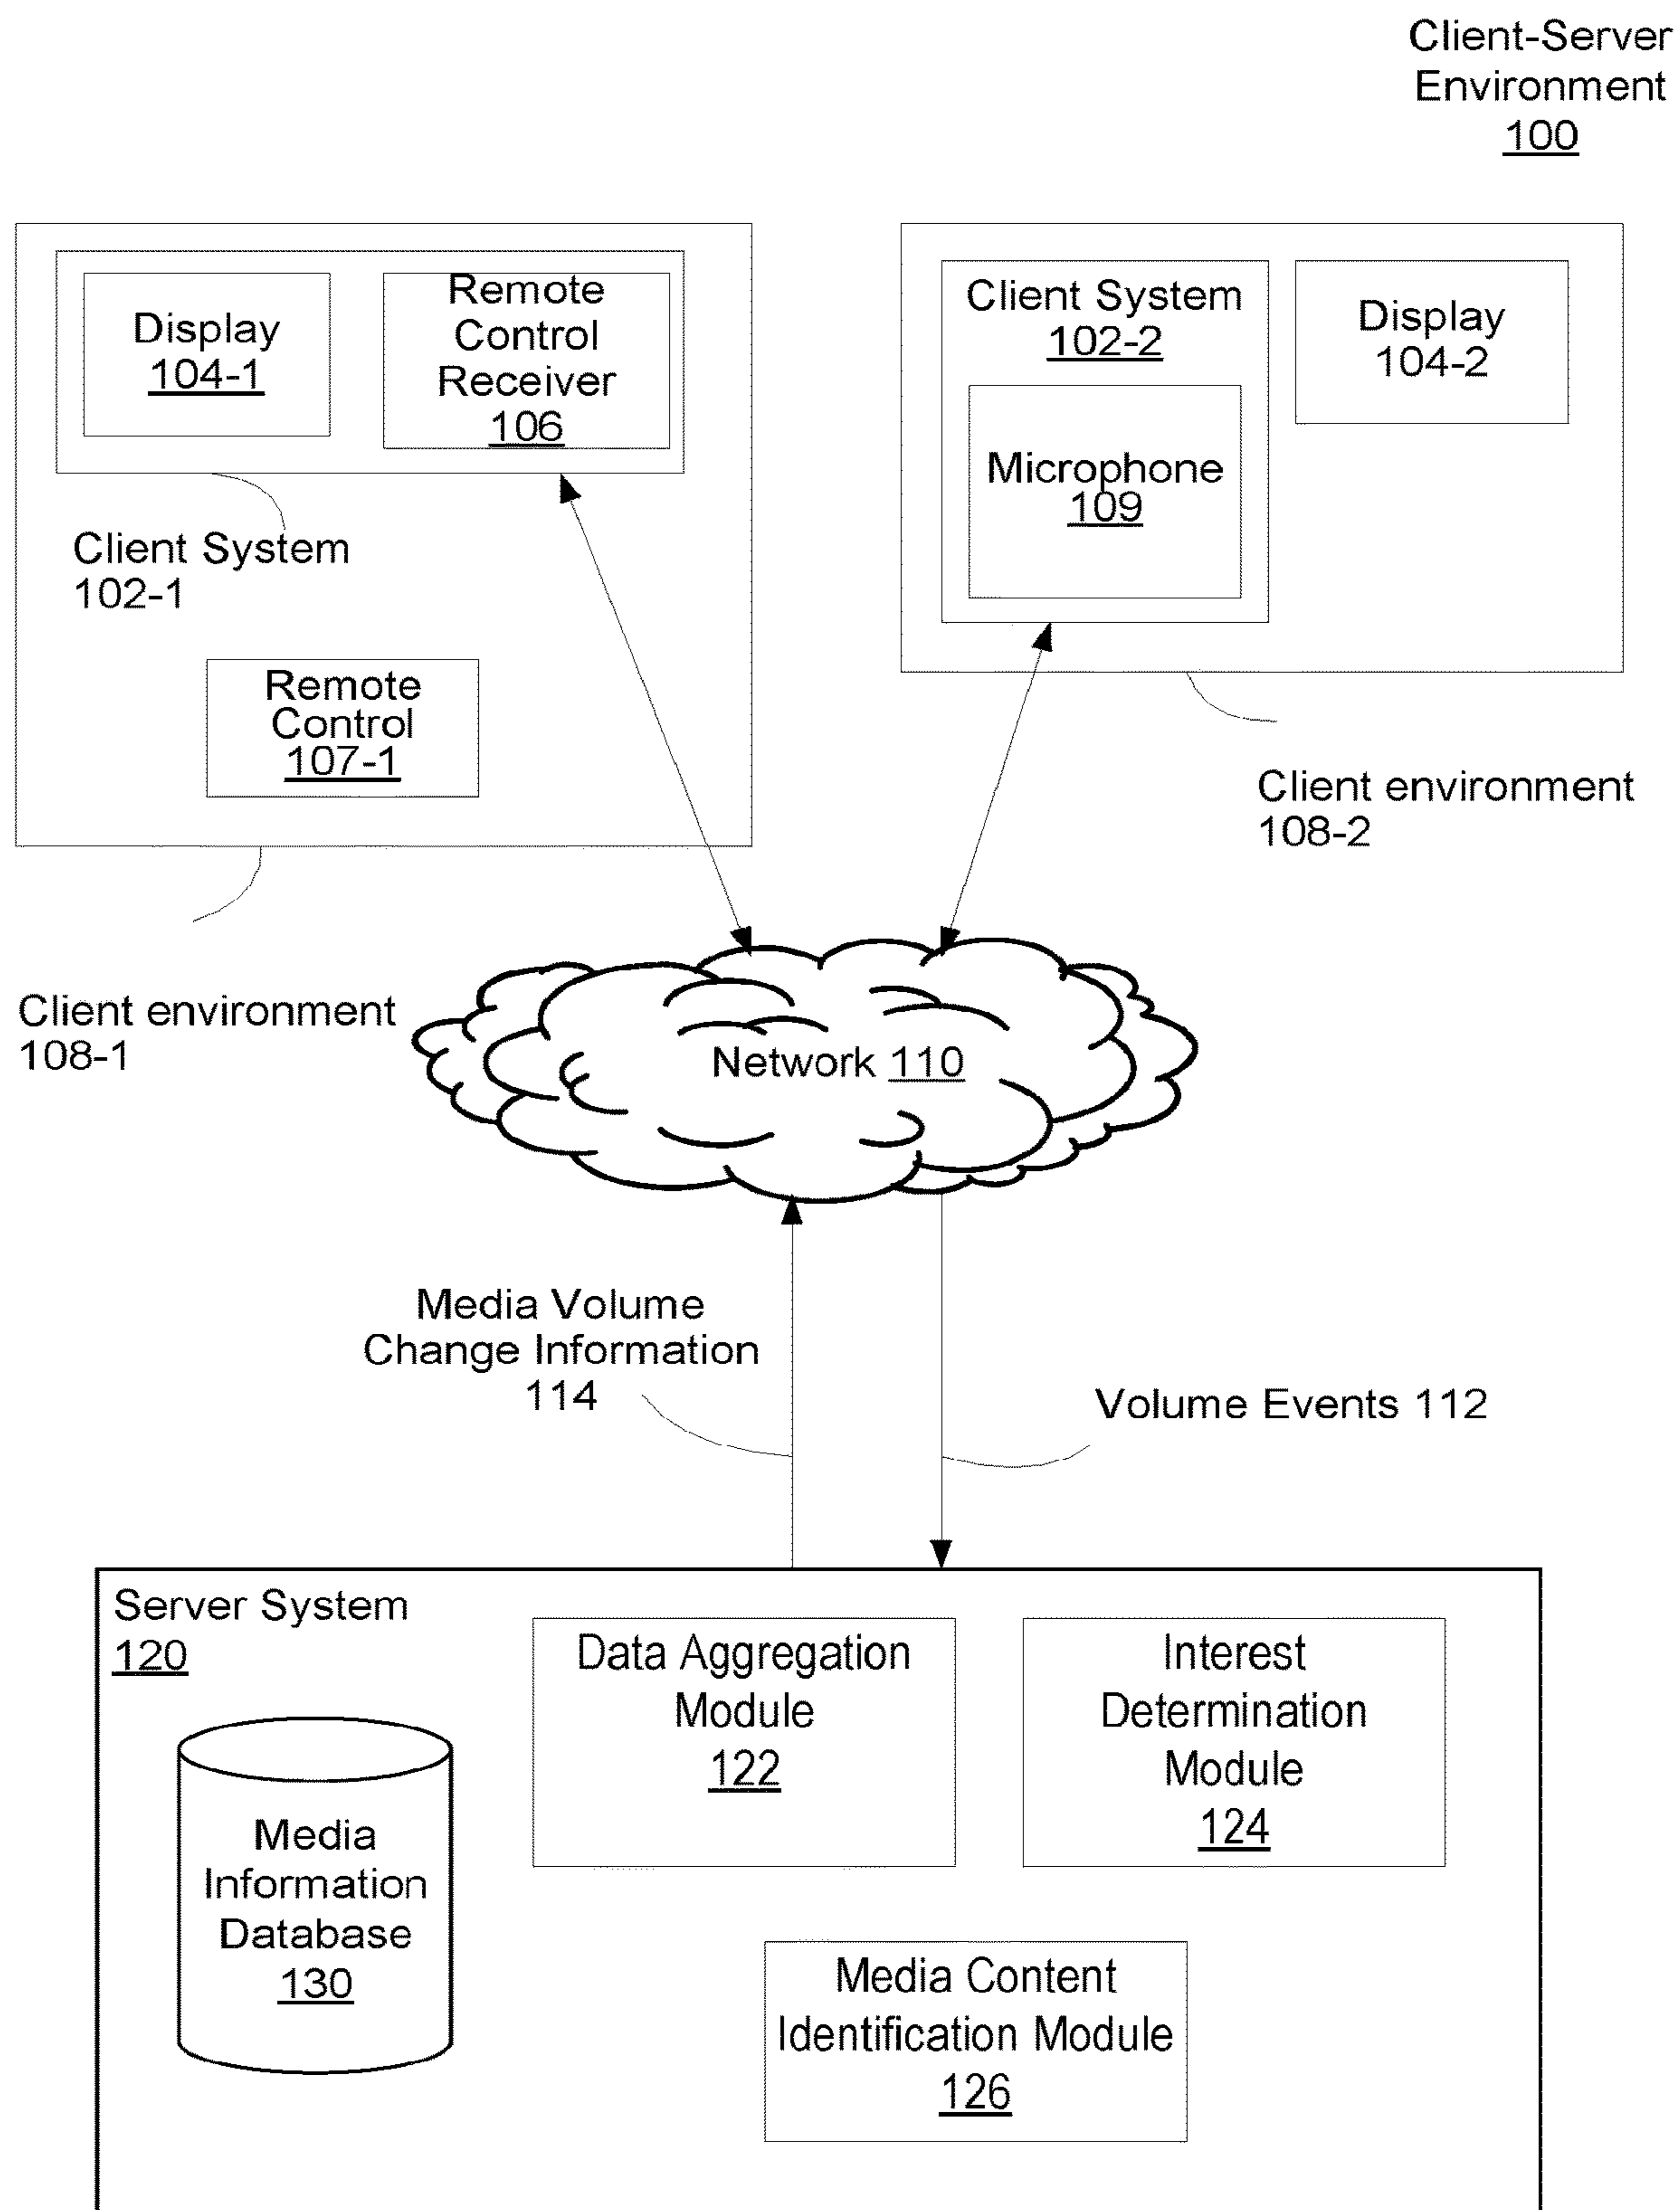 Client-Server
Environment
100
Display
104-1
Remote
Control
Receiver
106
Client System
102-1
Remote
Control
107-1
Client environment
108-1
Client System
102-2
Microphone
109
Display
104-2
Client environment
108-2
Network 110
Media Volume
Change Information
114
Volume Events 112
Server System
120
Media
Information
Database
130
Data Aggregation
Module
122
Interest
Determination
Module
124
Media Content
Identification Module
126